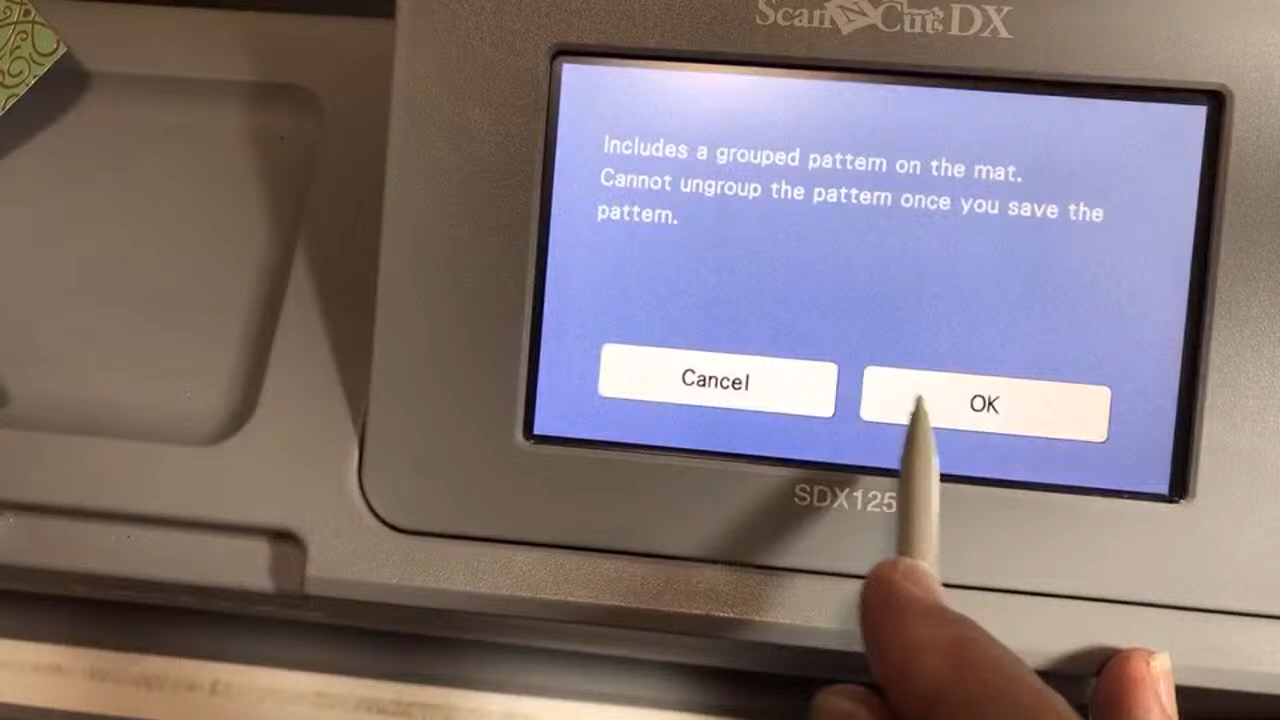 ScanNCut DX
Includes a grouped pattern on the mat.
Cannot ungroup the pattern once you save the
pattern.
Cancel
OK
SDX125